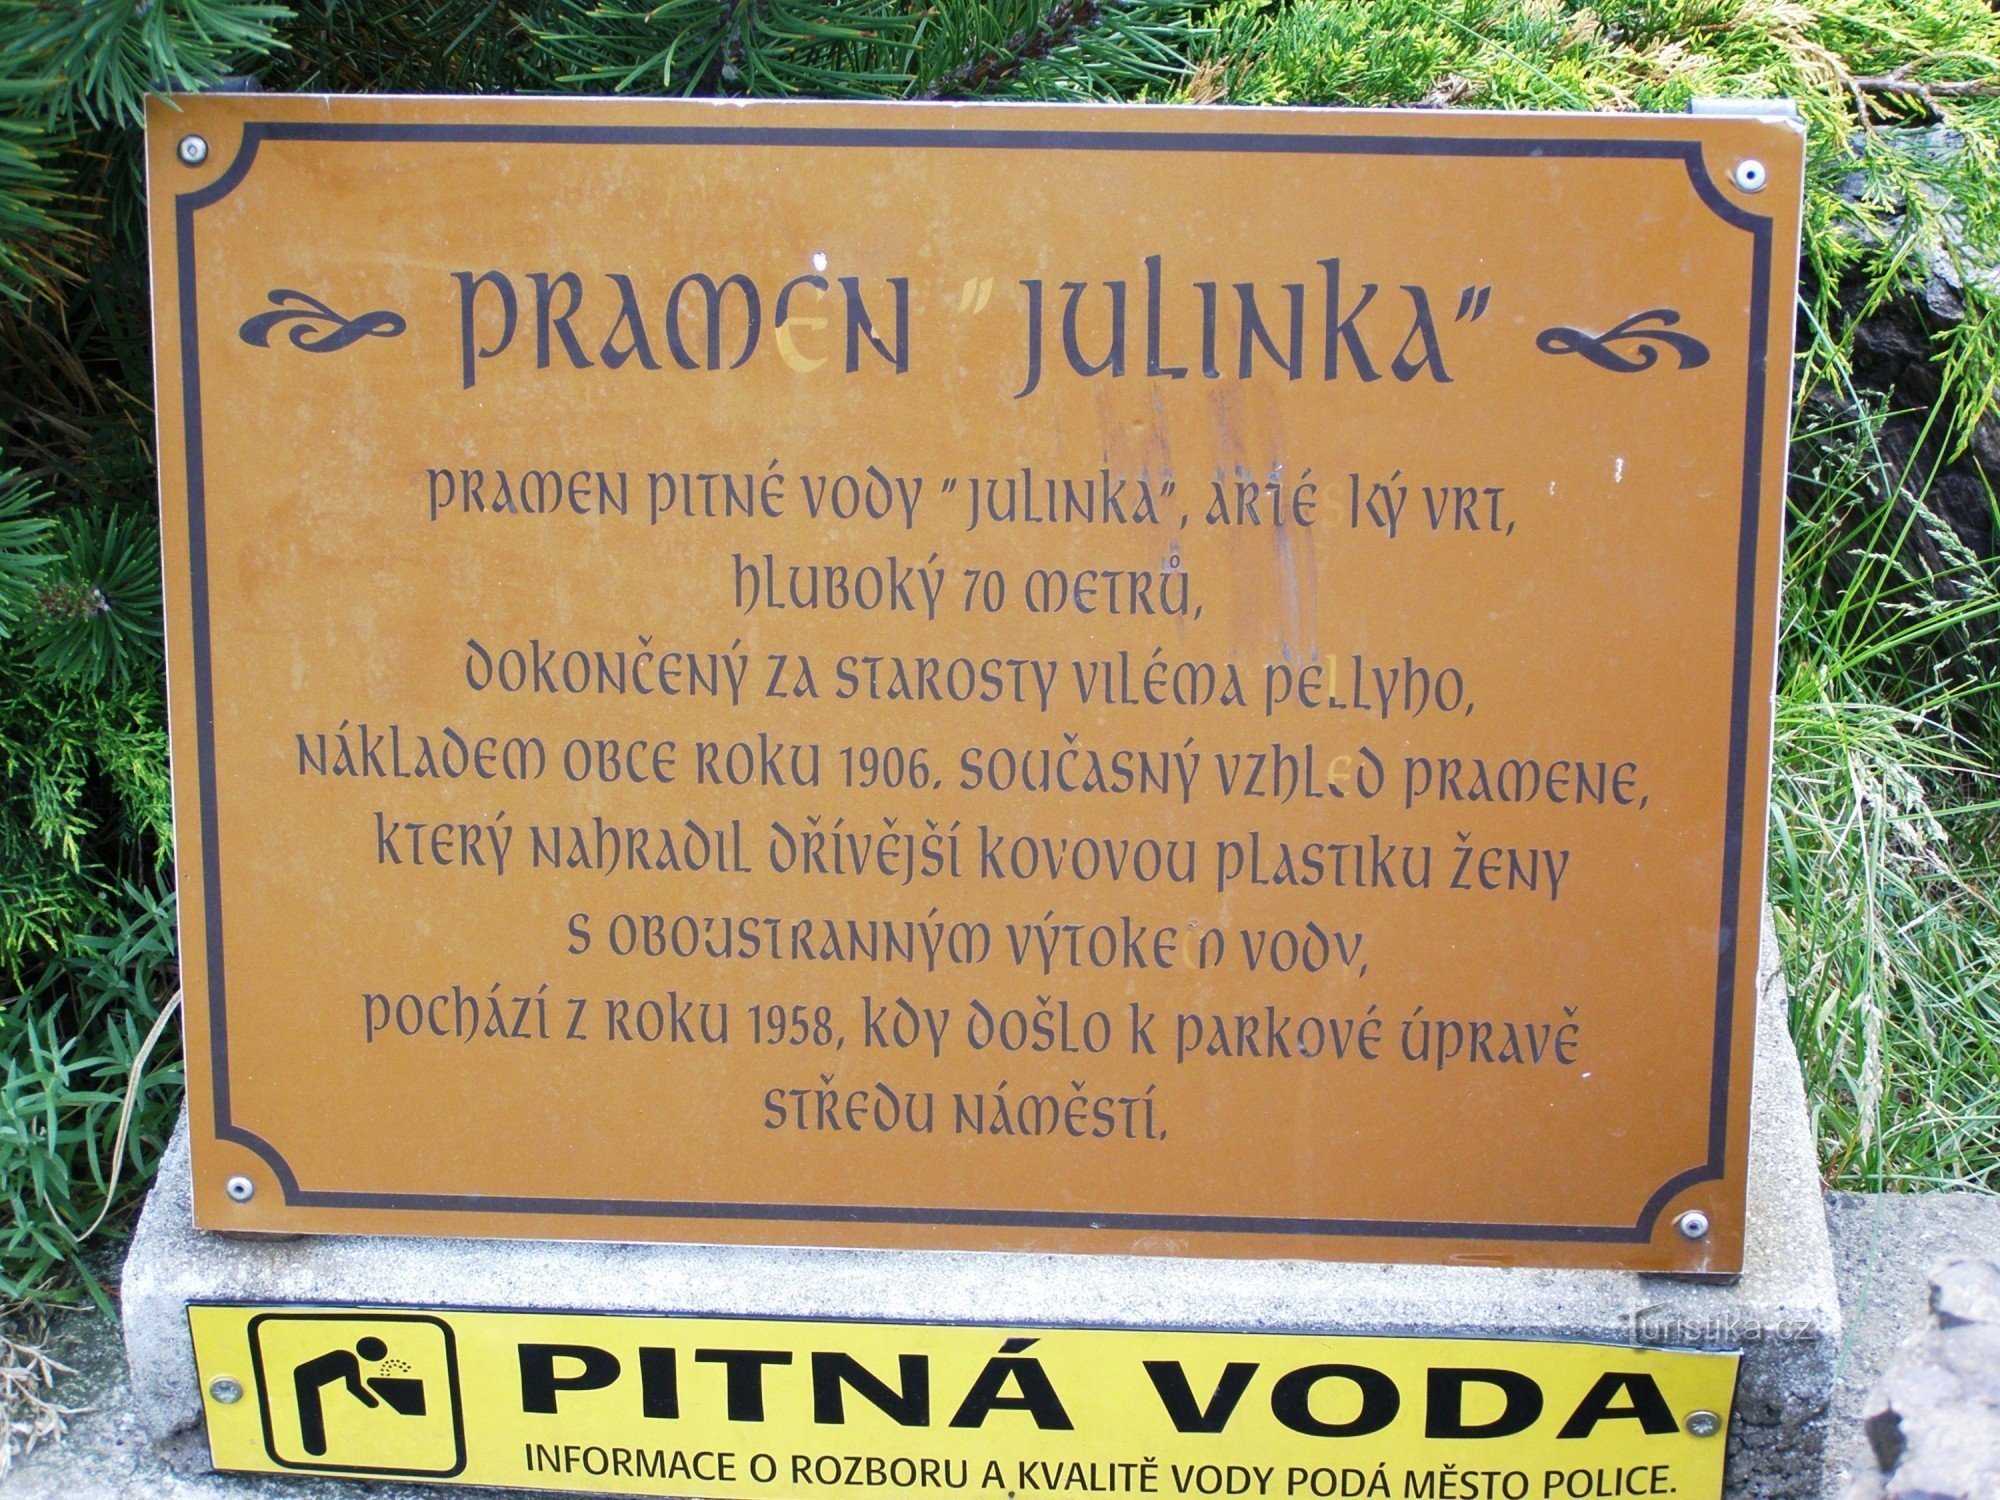 PRAMEN "JULINKA"
PRAMEN PITNÉ VODY "JULINKA", ARTÉSKÝ VRT,
HLUBOKÝ 70 METRŮ,
DOKONČENÝ ZA STAROSTY VILÉMA PELLYHO,
NÁKLADEM OBCE ROKU 1906. SOUČASNÝ VZHLED PRAMENE,
KTERÝ NAHRADIL DŘÍVĚJŠÍ KOVOVOU PLASTIKU ŽENY
S OBOUSTRANNÝM VÝTOKEM VODY,
POCHÁZÍ Z ROKU 1958, KDY DOŠLO K PARKOVÉ ÚPRAVĚ
STŘEDU NÁMĚSTÍ.
Turistika.cz
PITNÁ VODA
INFORMACE O ROZBORU A KVALITĚ VODY PODÁ MĚSTO POLICE.